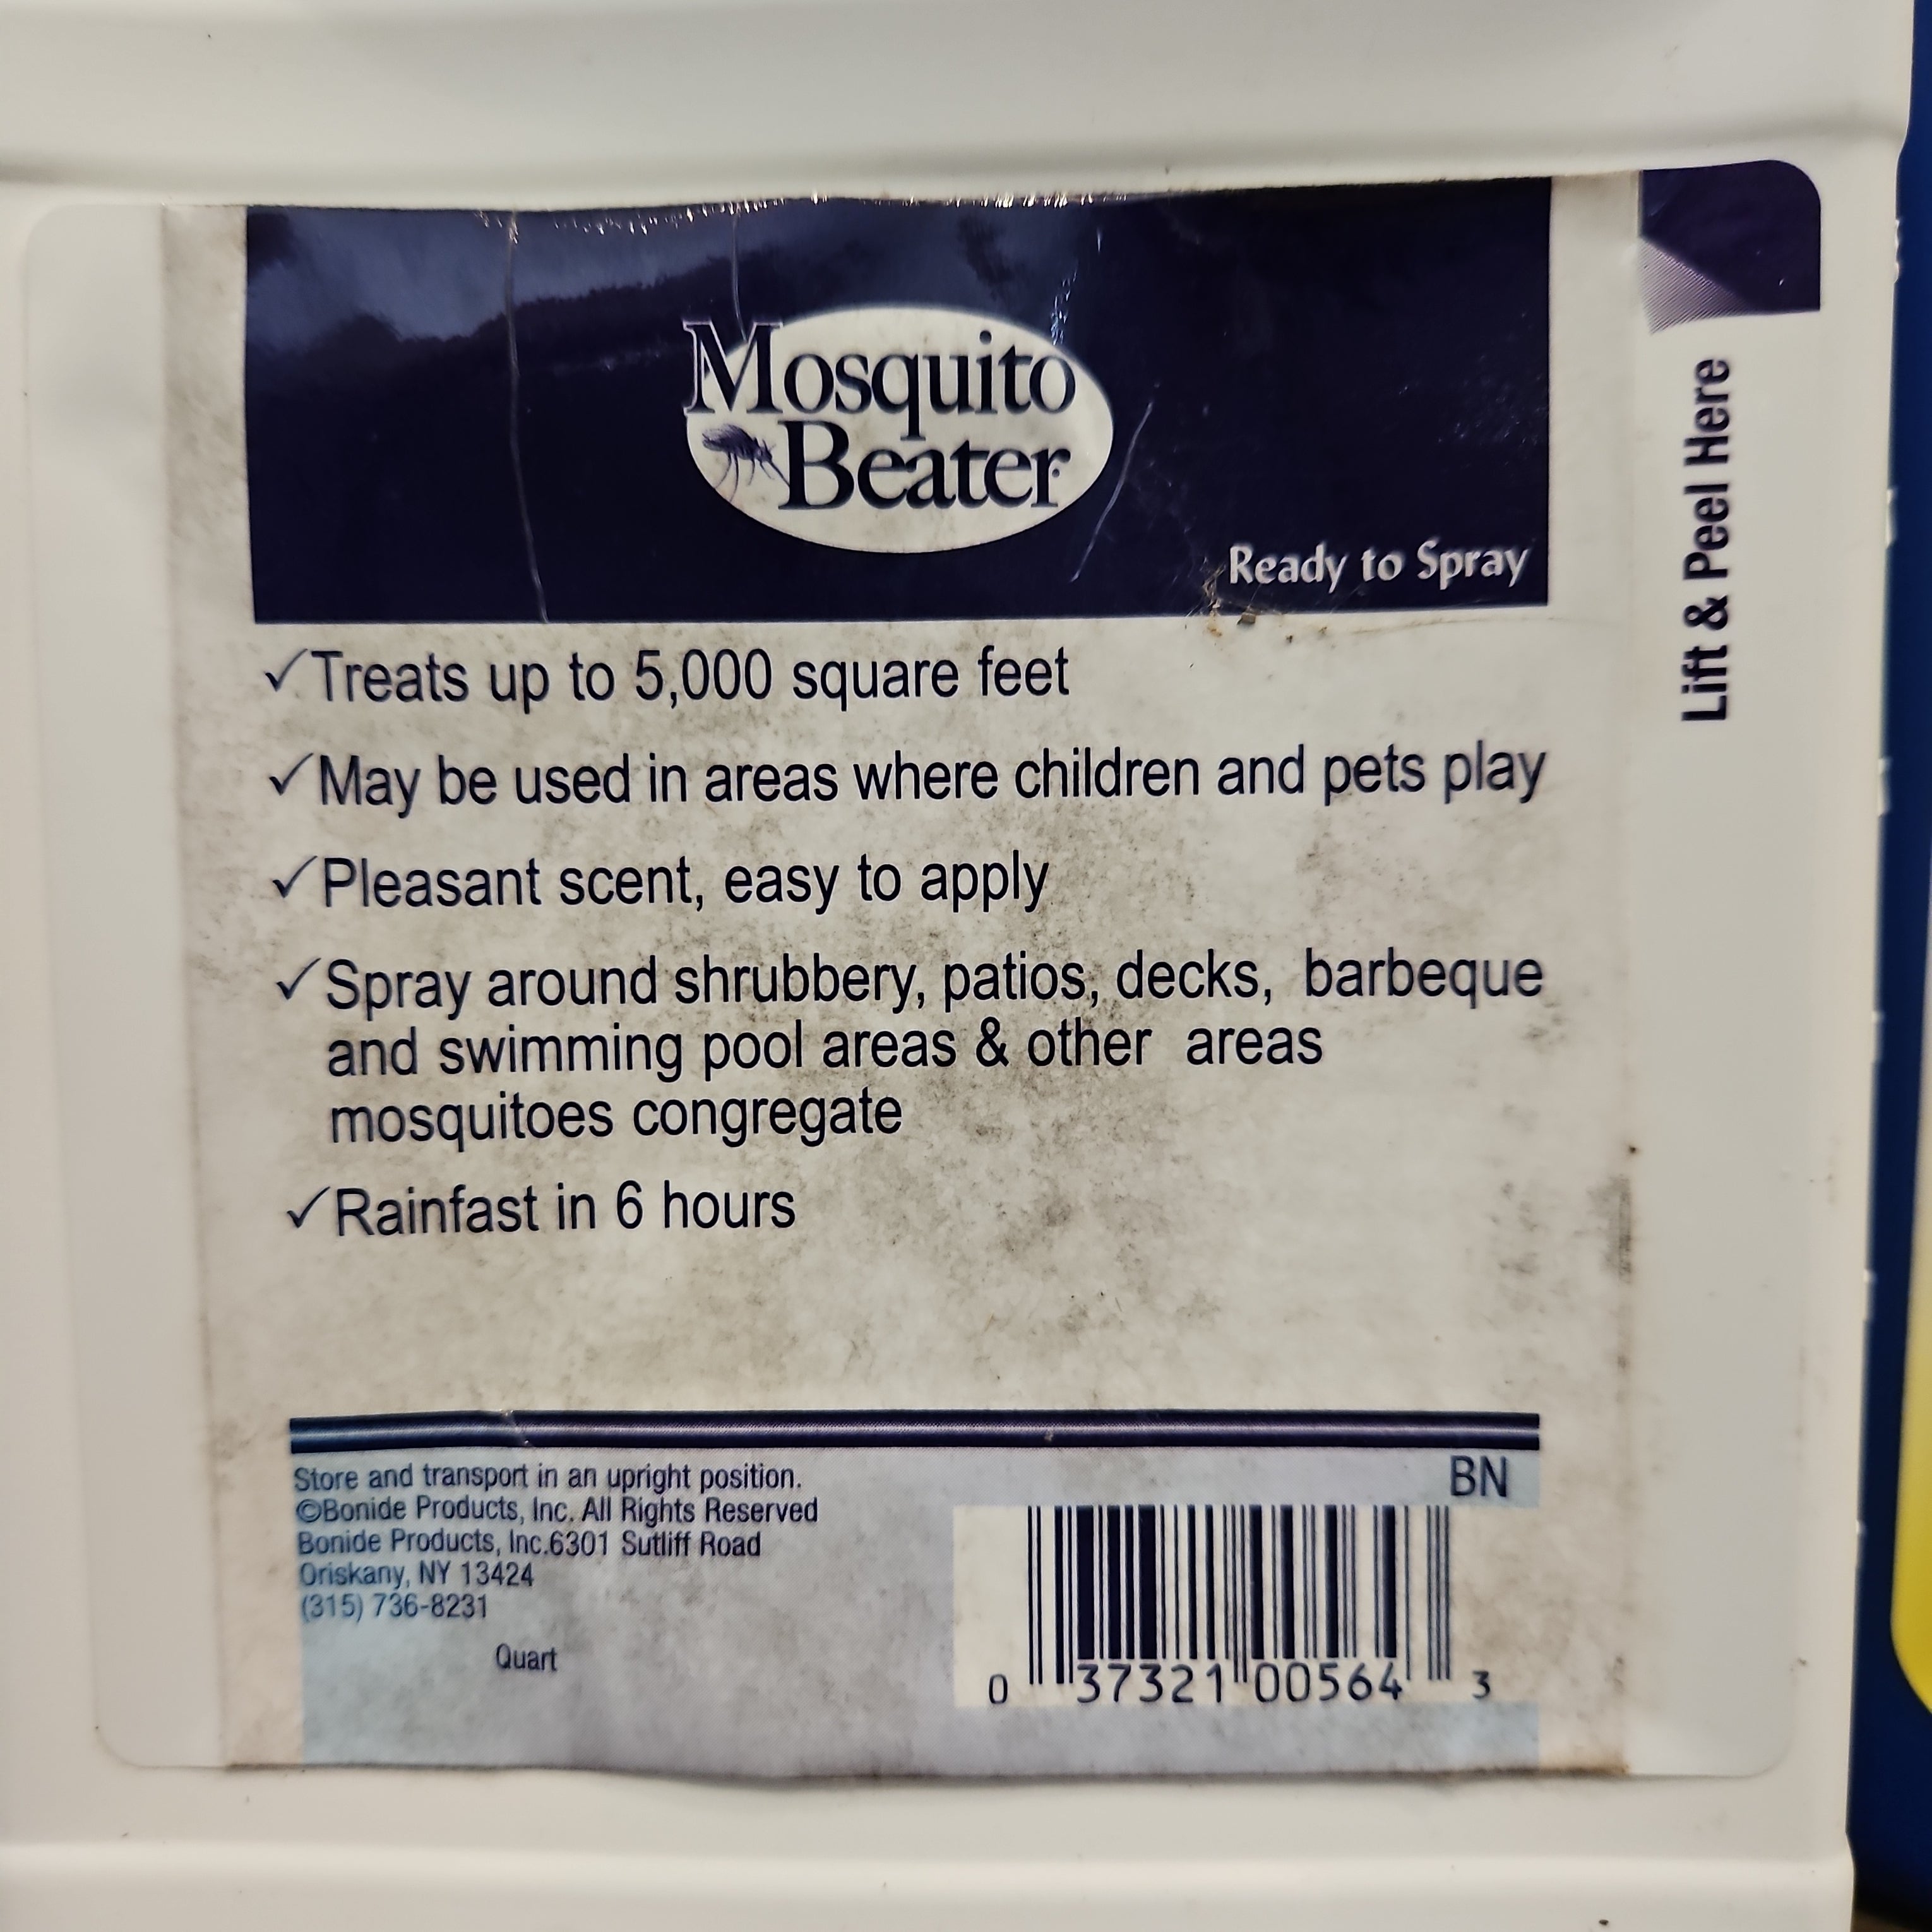 Mosquito
Beater
Ready to Spray
Lift & Peel Here
✓Treats up to 5,000 square feet
✓May be used in areas where children and pets play
✓Pleasant scent, easy to apply
✓Spray around shrubbery, patios, decks, barbeque
and swimming pool areas & other areas
mosquitoes congregate
✓Rainfast in 6 hours
Store and transport in an upright position.
©Bonide Products, Inc. All Rights Reserved
Bonide Products, Inc.6301 Sutliff Road
Oriskany, NY 13424
(315) 736-8231
Quart
BN
0 37321 00564 3